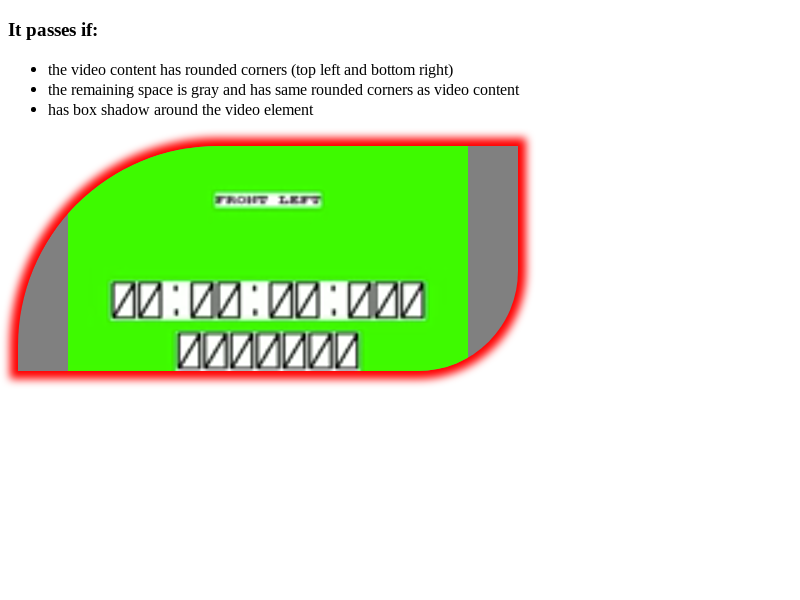 It passes if:
the video content has rounded corners (top left and bottom right)
the remaining space is gray and has same rounded corners as video content
has box shadow around the video element
FRONT LEFT
00:00:00:000
0000000